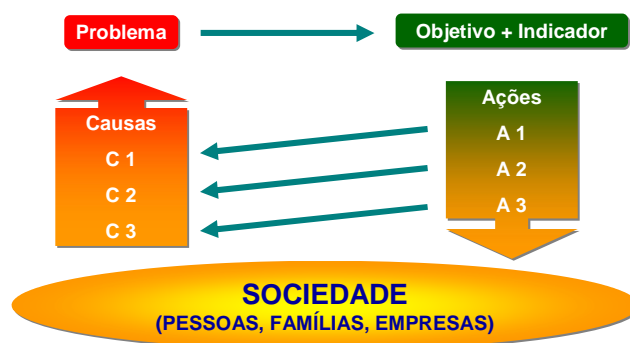 Problema
Objetivo + Indicador
Causas
C 1
C 2
C 3
Ações
A 1
A 2
A 3
SOCIEDADE
(PESSOAS, FAMÍLIAS, EMPRESAS)